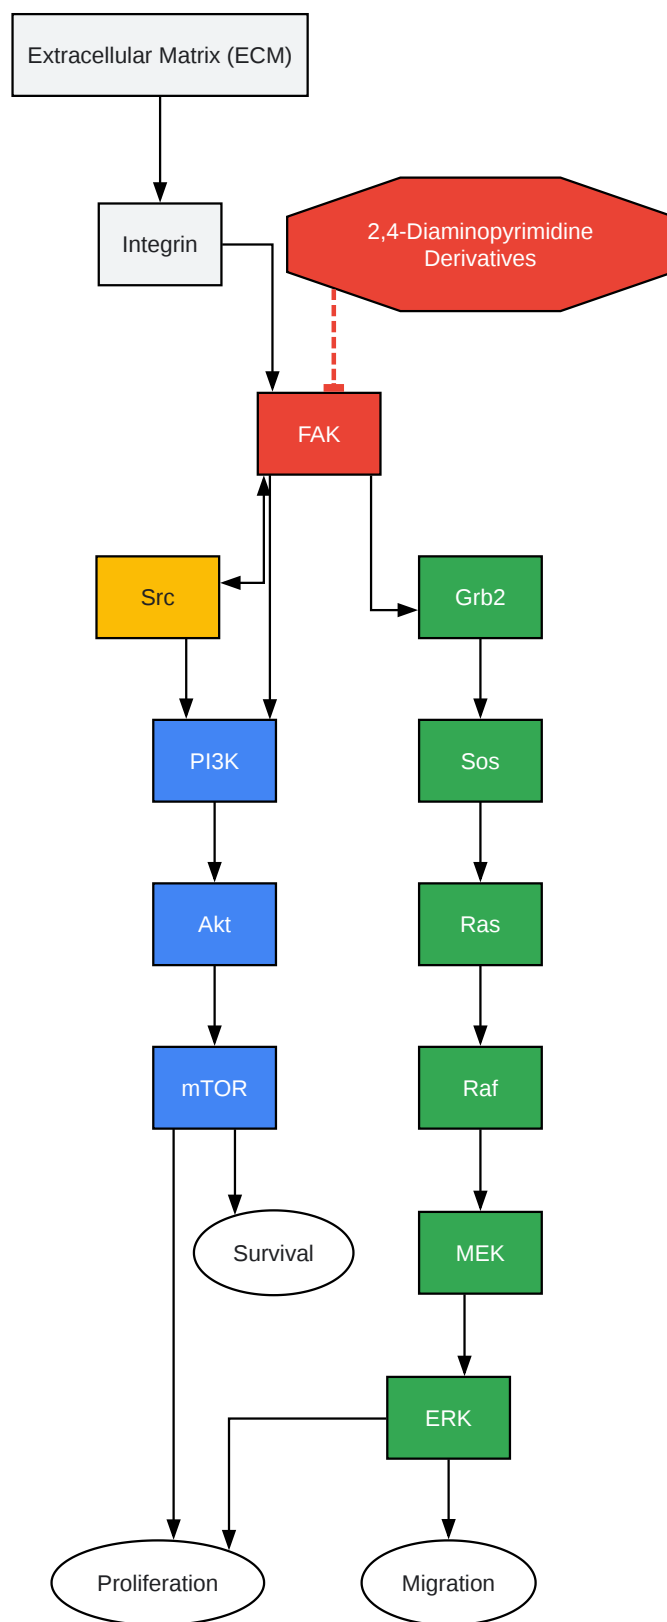 Extracellular Matrix (ECM)
Integrin
2,4-Diaminopyrimidine
Derivatives
FAK
Src
Grb2
PI3K
Sos
Akt
Ras
mTOR
Raf
Survival
MEK
ERK
Proliferation
Migration